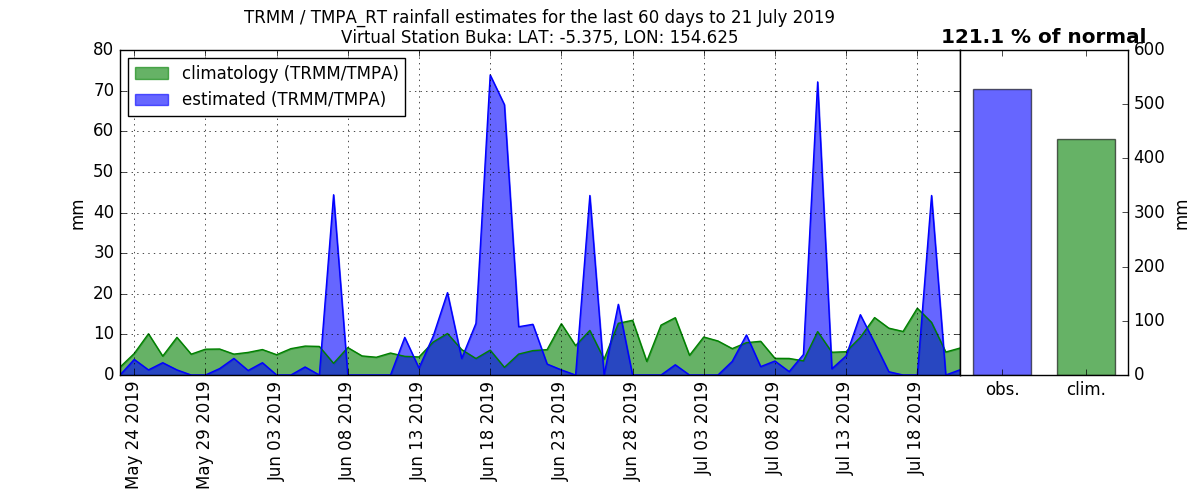 TRMM / TMPA_RT rainfall estimates for the last 60 days to 21 July 2019
Virtual Station Buka: LAT: -5.375, LON: 154.625
121.1 % of normal
climatology (TRMM/TMPA)
estimated (TRMM/TMPA)
mm
80
70
60
50
40
30
20
10
0
May 24 2019
May 29 2019
Jun 03 2019
Jun 08 2019
Jun 13 2019
Jun 18 2019
Jun 23 2019
Jun 28 2019
Jul 03 2019
Jul 08 2019
Jul 13 2019
Jul 18 2019
600
500
400
300
200
100
0
mm
obs.
clim.